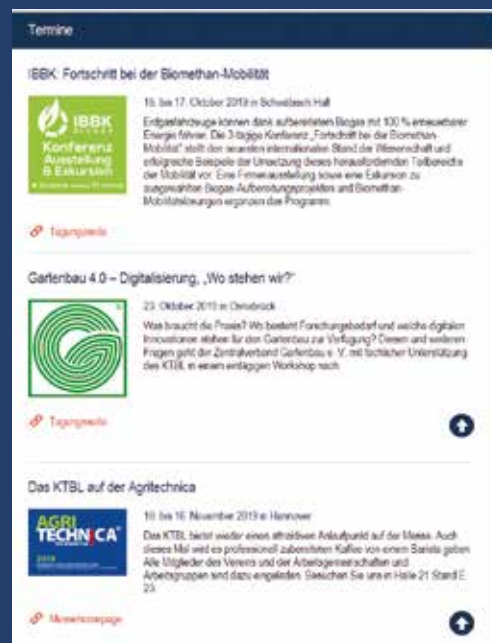 Termine
IBBK: Fortschritt bei der Biomethan-Mobilität
IBBK
BIOGAS
Konferenz
Ausstellung
& Exkursion
15. bis 17. Oktober 2019 in Schwäbisch Hall
Erdgasfahrzeuge können dank aufbereitetem Biogas mit 100 % erneuerbarer
Energie fahren. Die 3-tägige Konferenz „Fortschritt bei der Biomethan-
Mobilität“ stellt den neuesten internationalen Stand der Wissenschaft und
erfolgreiche Beispiele der Umsetzung dieses herausfordernden Teilbereichs
der Mobilität vor. Eine Firmenausstellung sowie eine Exkursion zu
ausgewählten Biogas-Aufbereitungsprojekten und Biomethan-
Mobilitätslösungen ergänzen das Programm.
Tagungsseite
Gartenbau 4.0 – Digitalisierung, „Wo stehen wir?“
23. Oktober 2019 in Osnabrück
Was braucht die Praxis? Wo besteht Forschungsbedarf und welche digitalen
Innovationen stehen für den Gartenbau zur Verfügung? Diesen und weiteren
Fragen geht der Zentralverband Gartenbau e. V. mit fachlicher Unterstützung
des KTBL in einem eintägigen Workshop nach.
Tagungsseite
Das KTBL auf der Agritechnica
AGRI
TECHNICA
2019
10. bis 16. November 2019 in Hannover
Das KTBL bietet wieder einen attraktiven Anlaufpunkt auf der Messe. Auch
dieses Mal wird es professionell zubereiteten Kaffee von einem Barista geben.
Alle Mitglieder des Vereins und der Arbeitsgemeinschaften und
Arbeitsgruppen sind dazu eingeladen. Besuchen Sie uns in Halle 21 Stand E
23.
Messehomepage